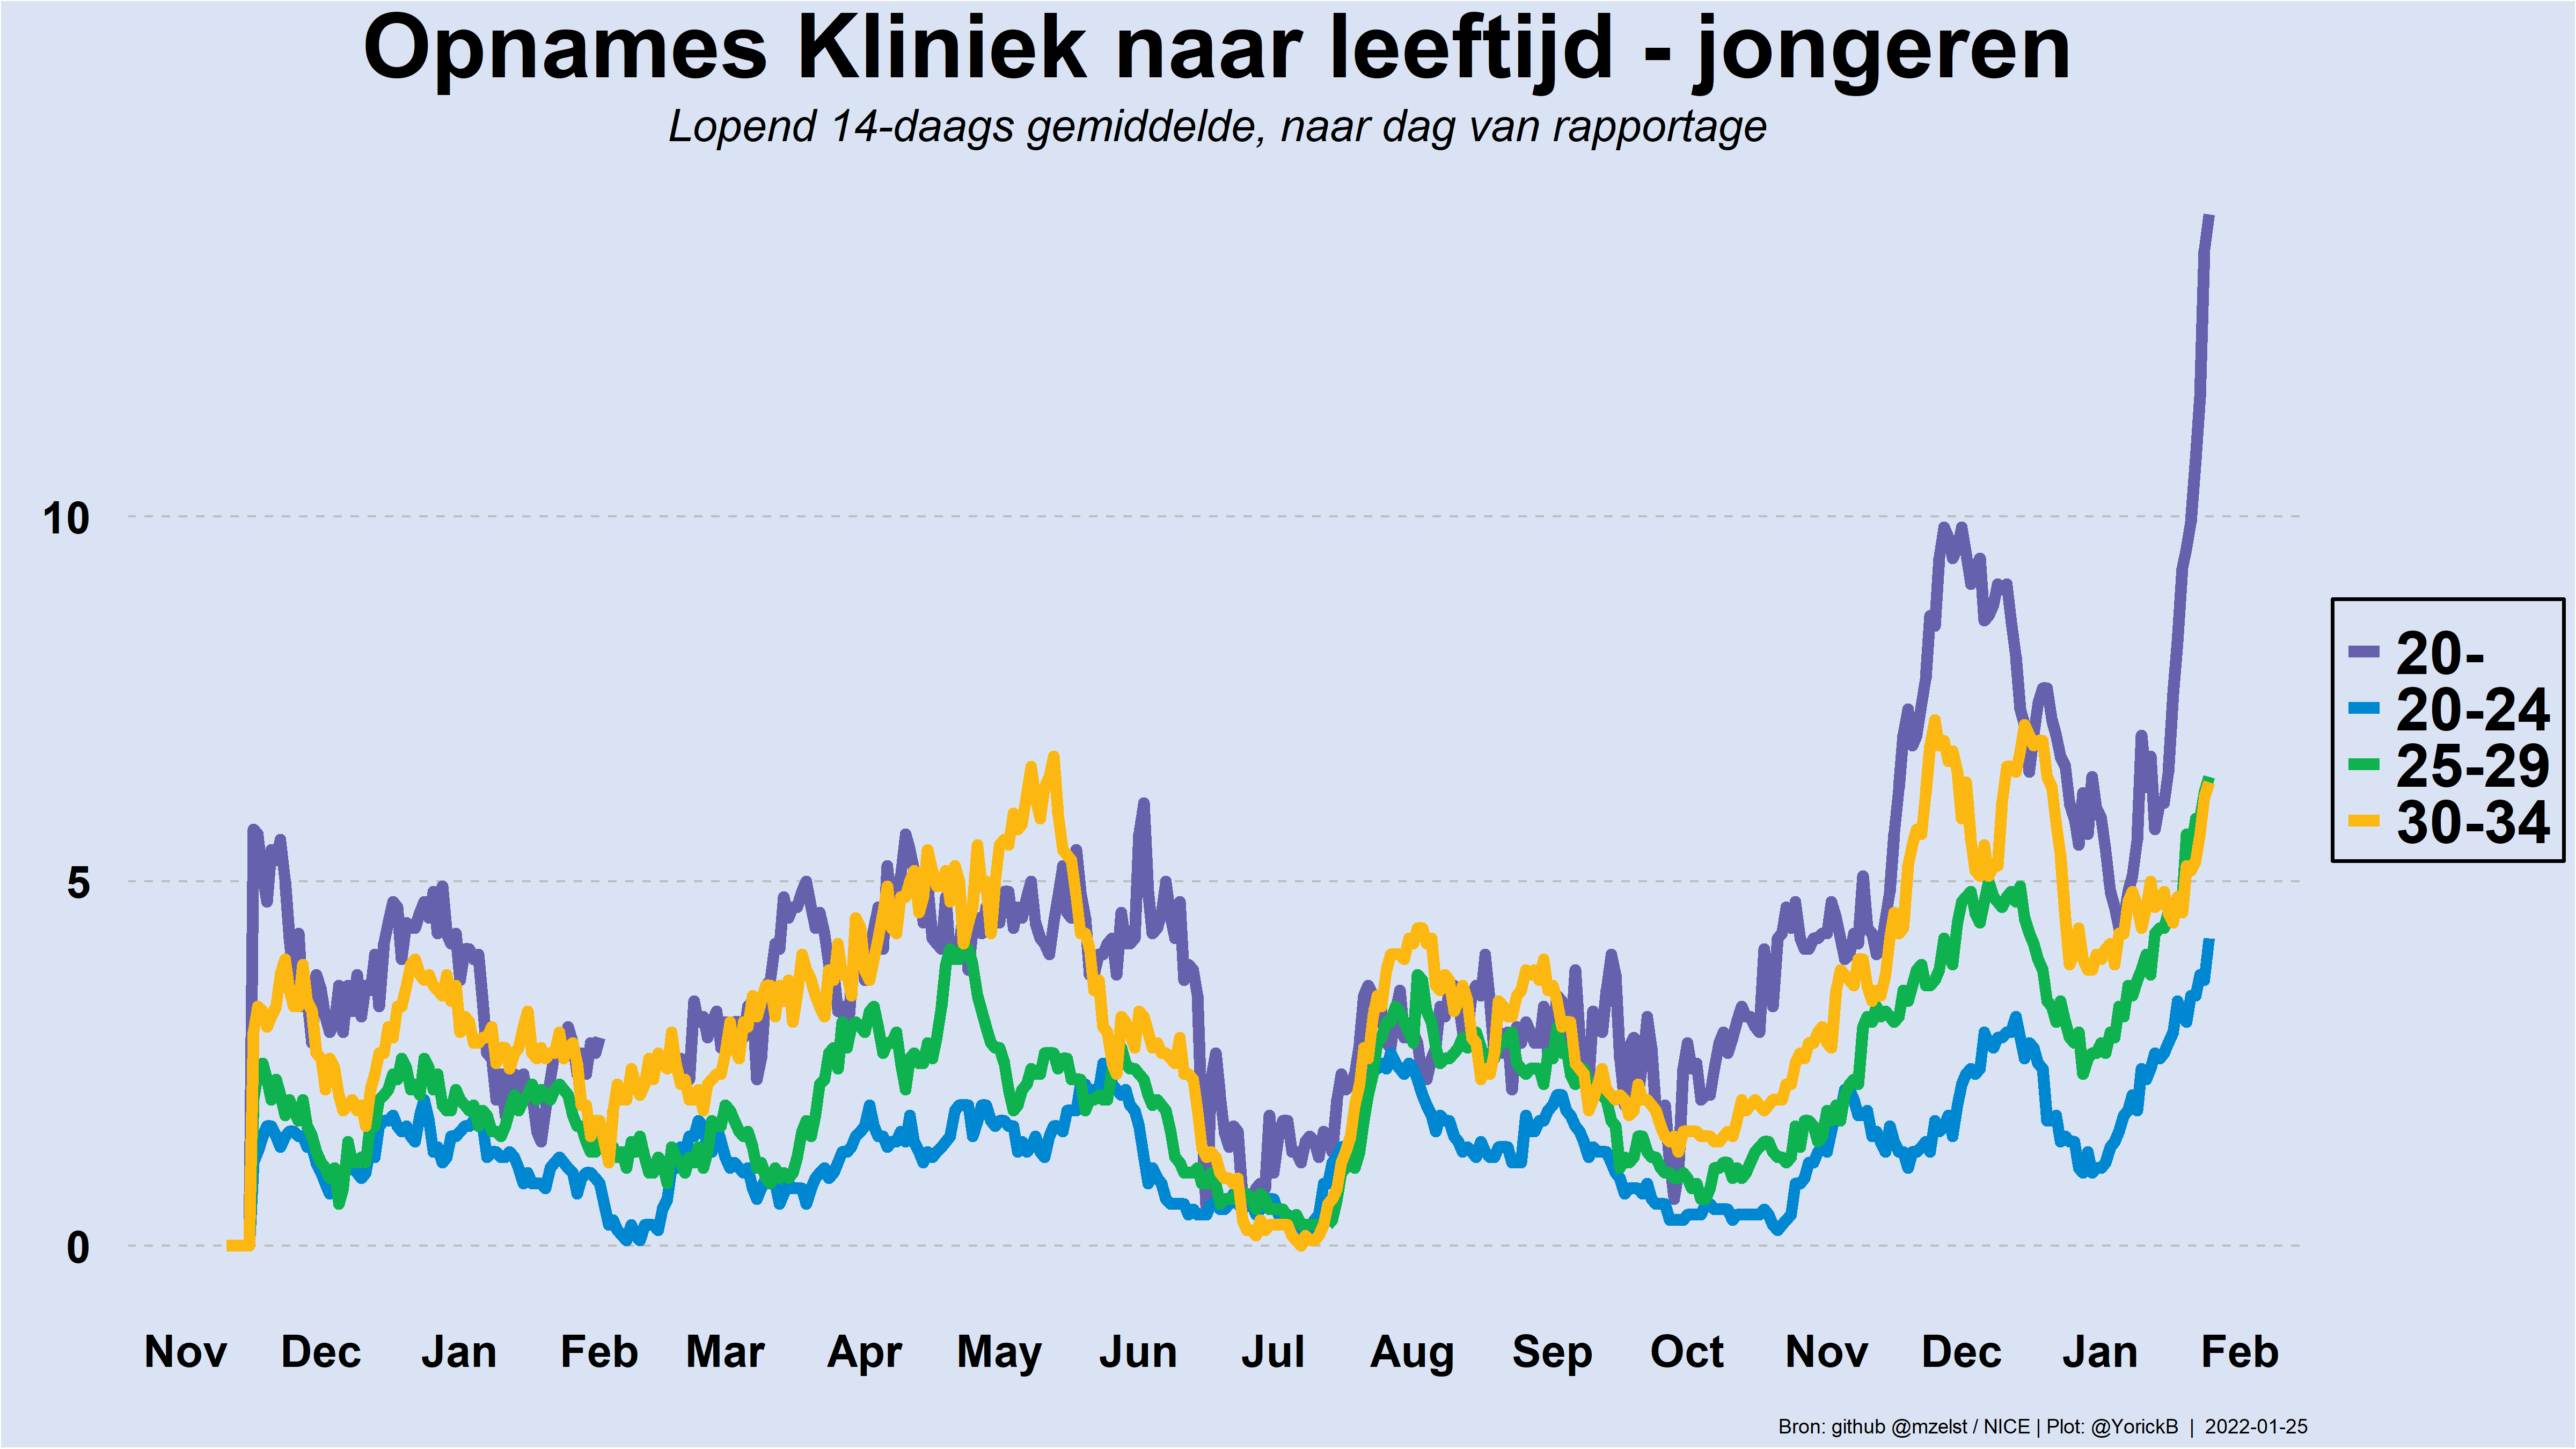 Opnames Kliniek naar leeftijd - jongeren
Lopend 14-daags gemiddelde, naar dag van rapportage
10
5
0
20-
20-24
25-29
30-34
Nov Dec Jan Feb Mar Apr May Jun Jul Aug Sep Oct Nov Dec Jan Feb
Bron: github @mzelst / NICE | Plot: @YorickB | 2022-01-25